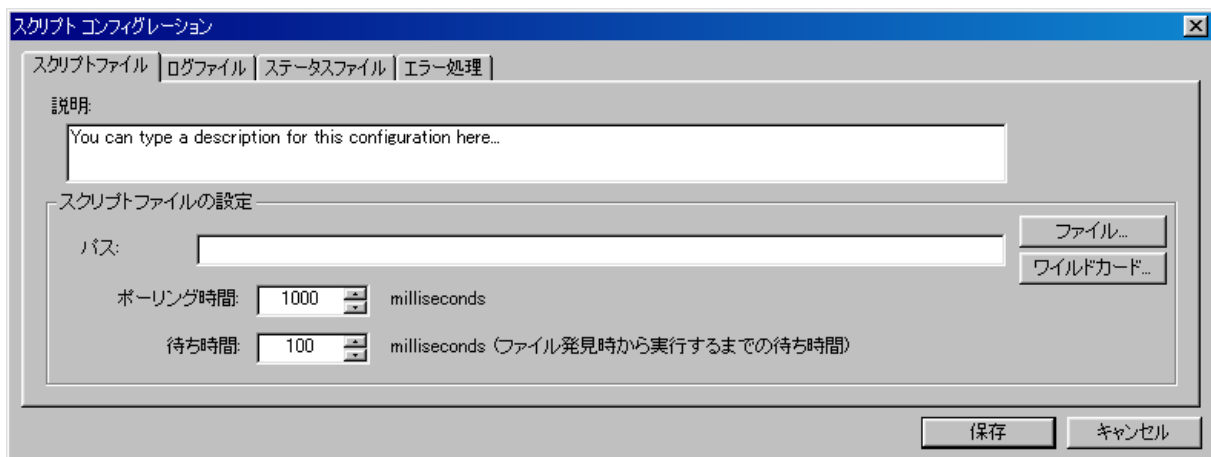 スクリプト コンフィグレーション
スクリプトファイル ログファイル ステータスファイル エラー処理
説明:
You can type a description for this configuration here...
スクリプトファイルの設定
パス:
ファイル...
ワイルドカード...
ポーリング時間: 1000 milliseconds
待ち時間: 100 milliseconds (ファイル発見時から実行するまでの待ち時間)
保存 キャンセル